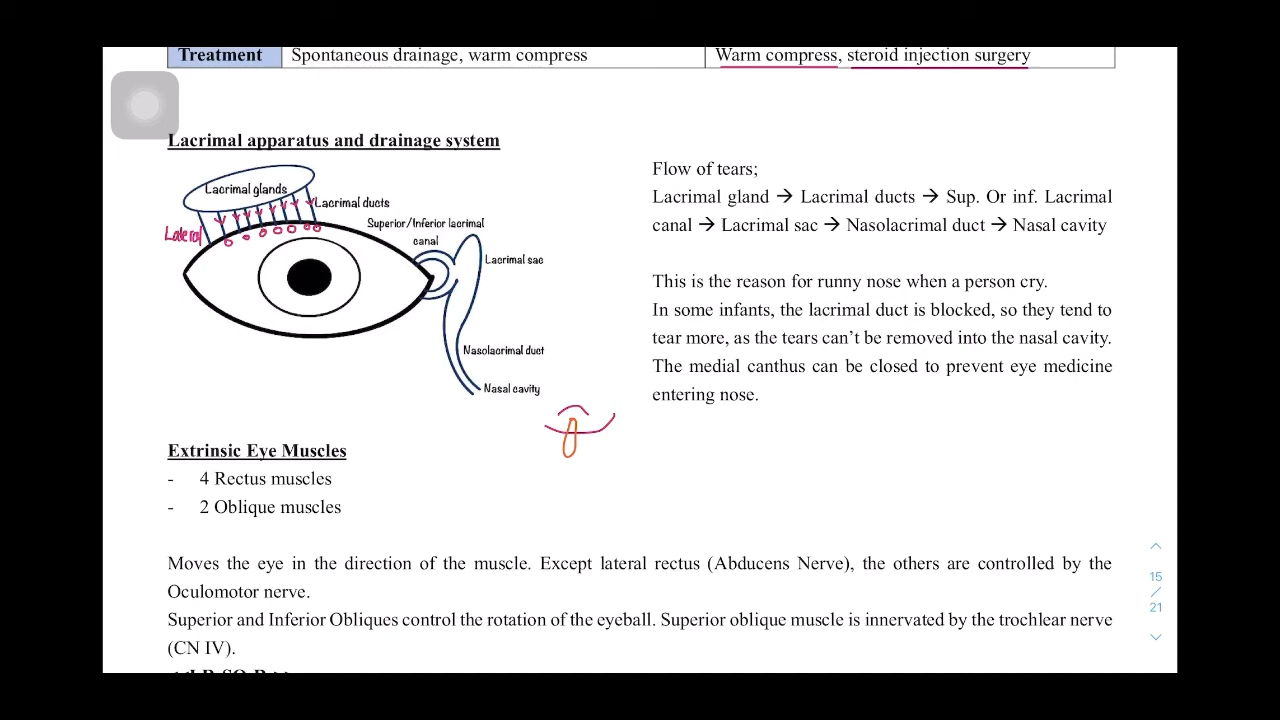 Treatment Spontaneous drainage, warm compress Warm compress, steroid injection surgery
Lacrimal apparatus and drainage system
Lacrimal glands
Lacrimal ducts
Lateral
Superior/Inferior lacrimal
canal
Lacrimal sac
Nasolacrimal duct
Nasal cavity
Flow of tears;
Lacrimal gland → Lacrimal ducts → Sup. Or inf. Lacrimal
canal → Lacrimal sac → Nasolacrimal duct → Nasal cavity
This is the reason for runny nose when a person cry.
In some infants, the lacrimal duct is blocked, so they tend to
tear more, as the tears can't be removed into the nasal cavity.
The medial canthus can be closed to prevent eye medicine
entering nose.
Extrinsic Eye Muscles
- 4 Rectus muscles
- 2 Oblique muscles
Moves the eye in the direction of the muscle. Except lateral rectus (Abducens Nerve), the others are controlled by the
Oculomotor nerve.
Superior and Inferior Obliques control the rotation of the eyeball. Superior oblique muscle is innervated by the trochlear nerve
(CN IV).
15
/
21